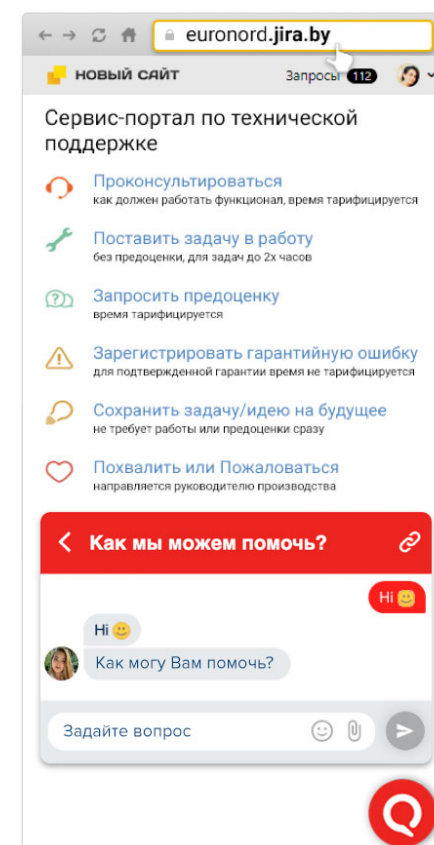 euronord.jira.by
НОВЫЙ САЙТ
Запросы 112
Сервис-портал по технической
поддержке
Проконсультироваться
как должен работать функционал, время тарифицируется
Поставить задачу в работу
без предоценки, для задач до 2х часов
Запросить предоценку
время тарифицируется
Зарегистрировать гарантийную ошибку
для подтвержденной гарантии время не тарифицируется
Сохранить задачу/идею на будущее
не требует работы или предоценки сразу
Похвалить или Пожаловаться
направляется руководителю производства
Как мы можем помочь?
Hi 🙂
Hi 🙂
Как могу Вам помочь?
Задайте вопрос